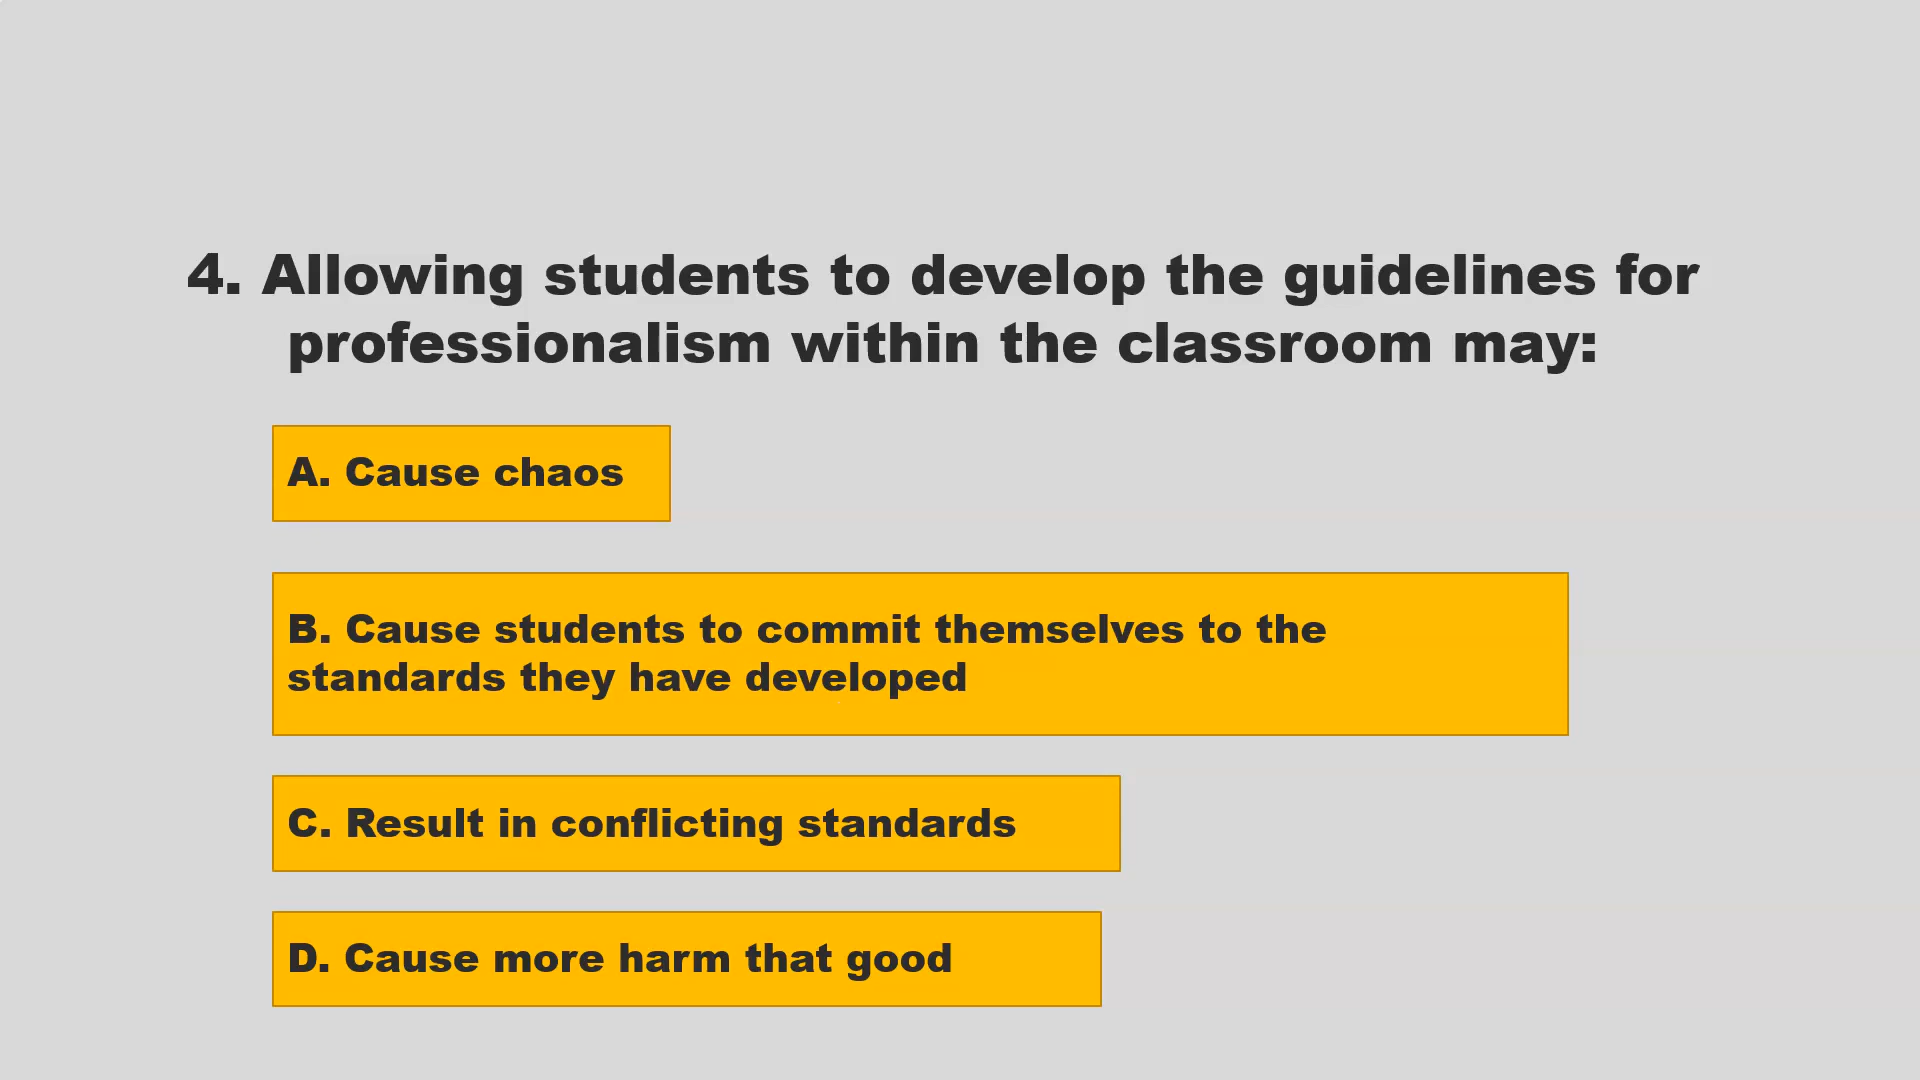 4. Allowing students to develop the guidelines for
professionalism within the classroom may:
A. Cause chaos
B. Cause students to commit themselves to the
standards they have developed
C. Result in conflicting standards
D. Cause more harm that good